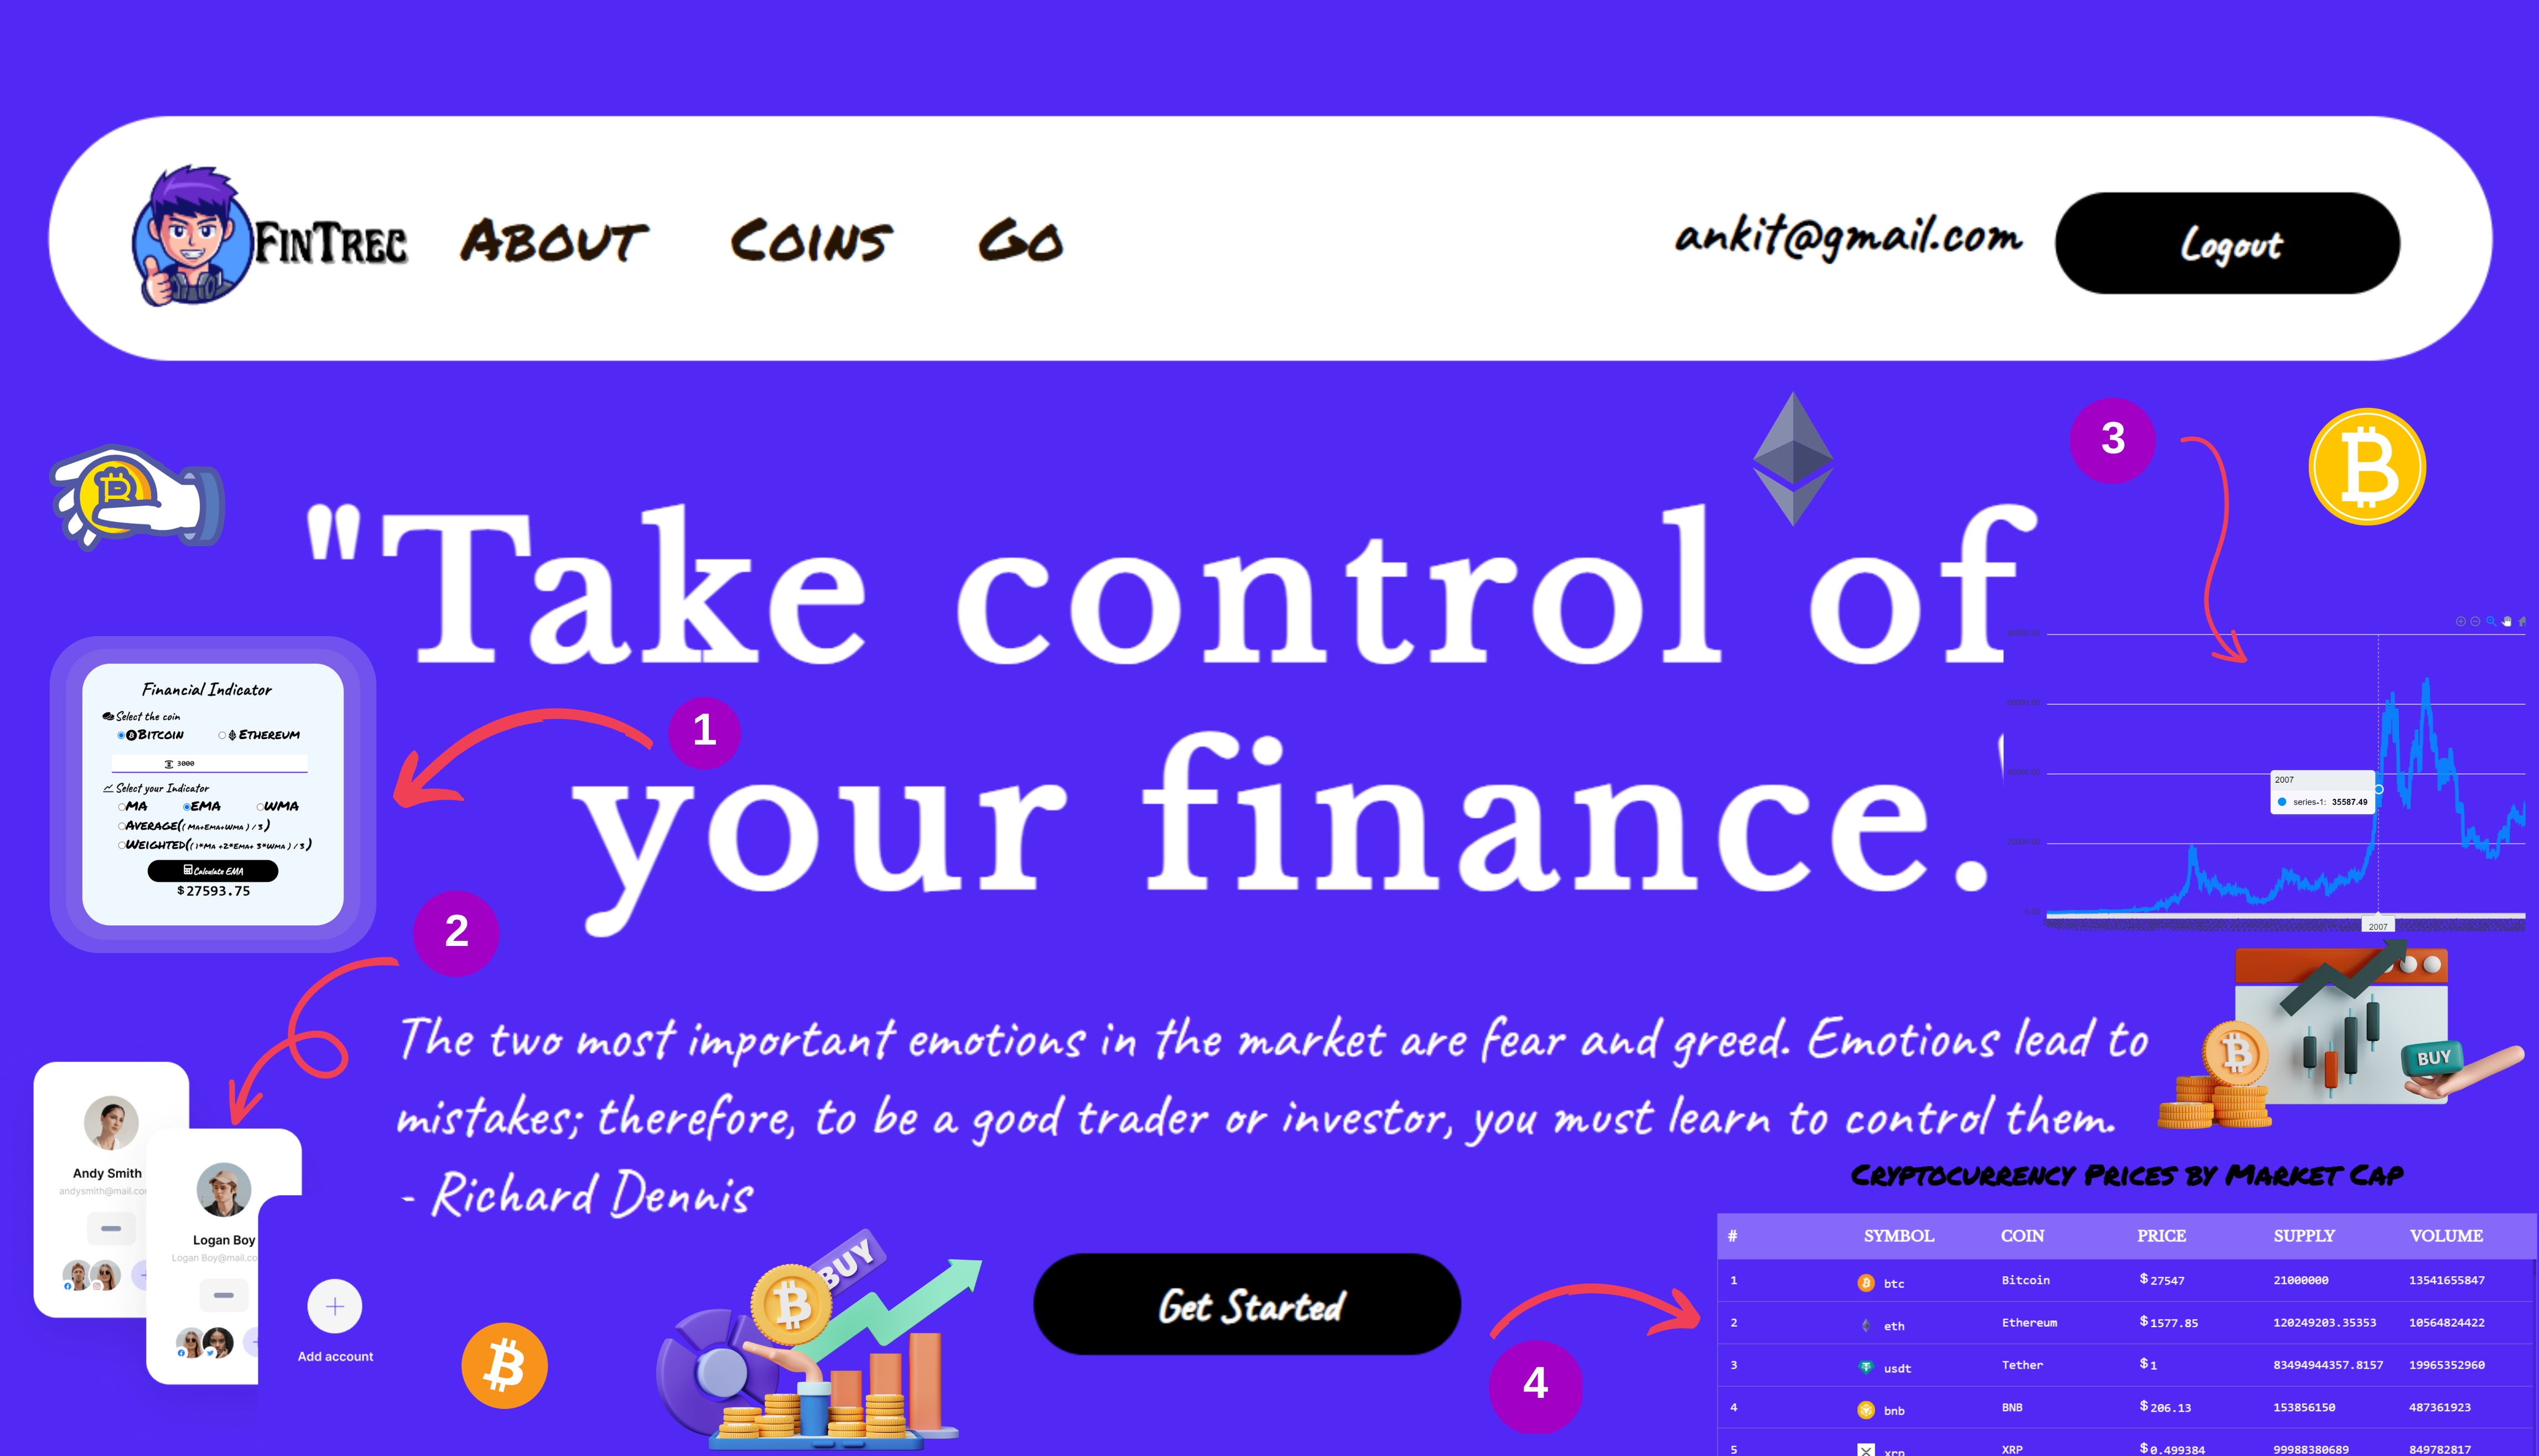 FinTrec
About
Coins
Go
ankit@gmail.com
Logout
3
"Take control of
your finance.
Financial Indicator
Select the coin
Bitcoin
Ethereum
3000
Select your Indicator
MA
EMA
WMA
Average(( MA+EMA+WMA ) / 3)
Weighted((1*MA +2*EMA+ 3*WMA ) / 3)
Calculate EMA
$27593.75
1
2
2007
series-1: 35587.49
2007
BUY
The two most important emotions in the market are fear and greed. Emotions lead to
mistakes; therefore, to be a good trader or investor, you must learn to control them.
- Richard Dennis
Andy Smith
Logan Boy
Add account
BUY
Get Started
4
Cryptocurrency Prices by Market Cap
# SYMBOL COIN PRICE SUPPLY VOLUME
1 btc Bitcoin $27547 21000000 13541655847
2 eth Ethereum $1577.85 120249203.35353 10564824422
3 usdt Tether $1 83494944357.8157 19965352960
4 bnb BNB $206.13 153856150 487361923
5 xrp XRP $0.499384 99988380689 849782817